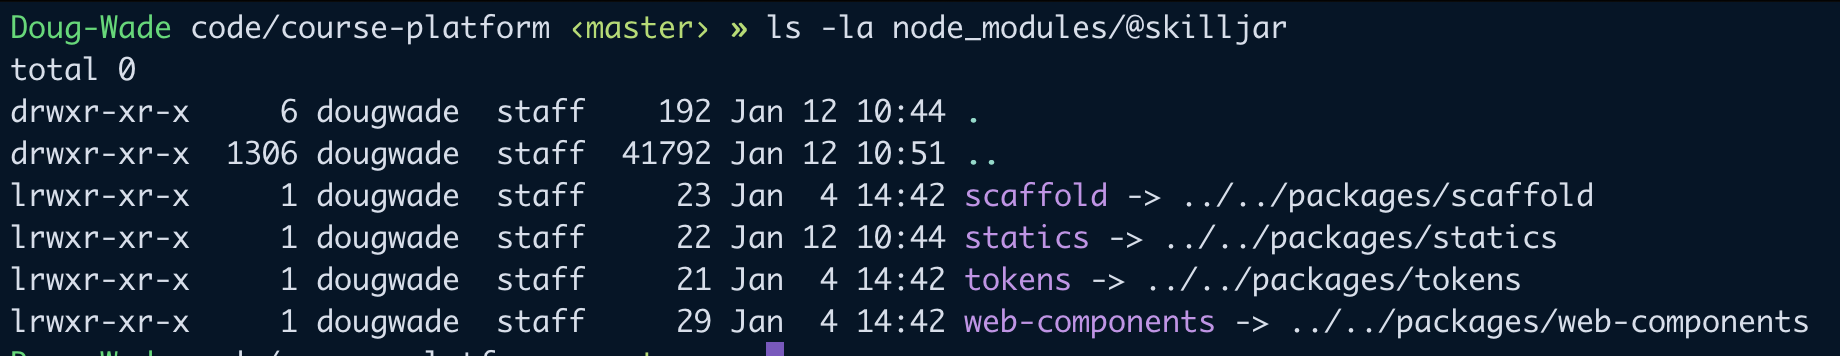 Doug-Wade code/course-platform ‹master› » ls -la node_modules/@skilljar
total 0
drwxr-xr-x     6 dougwade  staff    192 Jan 12 10:44 .
drwxr-xr-x  1306 dougwade  staff  41792 Jan 12 10:51 ..
lrwxr-xr-x     1 dougwade  staff     23 Jan  4 14:42 scaffold -> ../../packages/scaffold
lrwxr-xr-x     1 dougwade  staff     22 Jan 12 10:44 statics -> ../../packages/statics
lrwxr-xr-x     1 dougwade  staff     21 Jan  4 14:42 tokens -> ../../packages/tokens
lrwxr-xr-x     1 dougwade  staff     29 Jan  4 14:42 web-components -> ../../packages/web-components